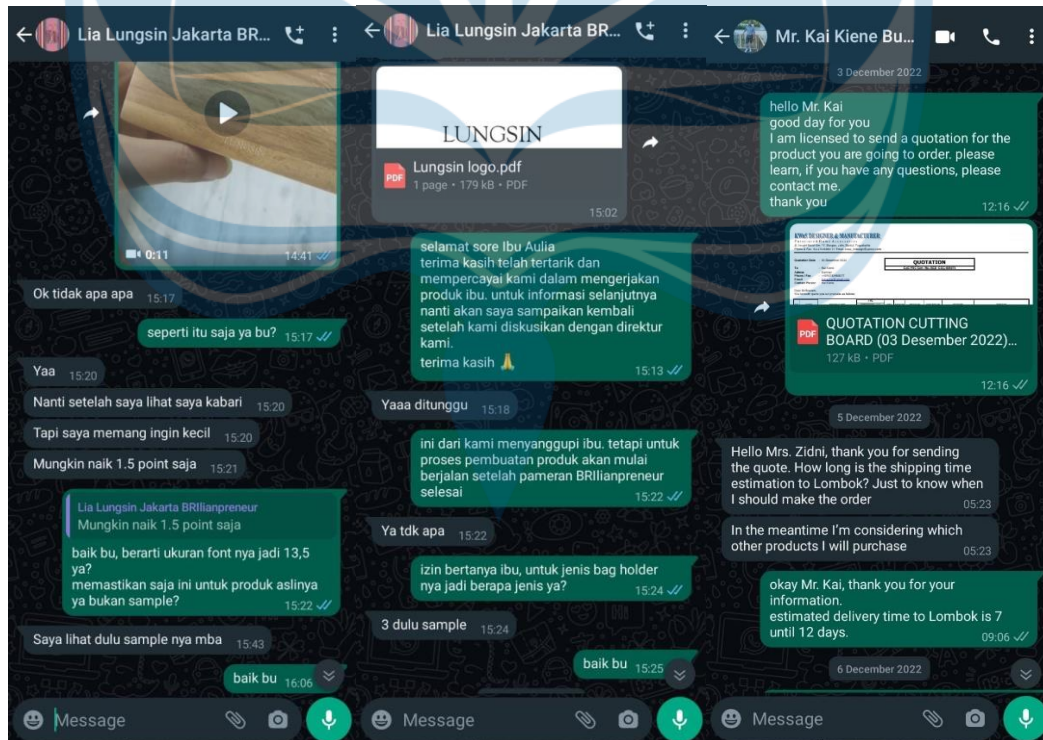 Lia Lungsin Jakarta BR...
0:11
14:41
Ok tidak apa apa 15:17
seperti itu saja ya bu? 15:17
Yaa 15:20
Nanti setelah saya lihat saya kabari 15:20
Tapi saya memang ingin kecil 15:20
Mungkin naik 1.5 point saja 15:21
Lia Lungsin Jakarta BRIlianpreneur
Mungkin naik 1.5 point saja
baik bu, berarti ukuran font nya jadi 13,5
ya?
memastikan saja ini untuk produk aslinya
ya bukan sample?
15:22
Saya lihat dulu sample nya mba 15:43
baik bu 16:06
Message
Lia Lungsin Jakarta BR...
LUNGSIN
PDF
Lungsin logo.pdf
1 page • 179 kB • PDF
15:02
selamat sore Ibu Aulia
terima kasih telah tertarik dan
mempercayai kami dalam mengerjakan
produk ibu. untuk informasi selanjutnya
nanti akan saya sampaikan kembali
setelah kami diskusikan dengan direktur
kami.
terima kasih 🙏
15:13
Yaaa ditunggu 15:18
ini dari kami menyanggupi ibu. tetapi untuk
proses pembuatan produk akan mulai
berjalan setelah pameran BRIlianpreneur
selesai
15:22
Ya tdk apa 15:22
izin bertanya ibu, untuk jenis bag holder
nya jadi berapa jenis ya?
15:24
3 dulu sample 15:24
baik bu 15:25
Message
Mr. Kai Kiene Bu...
3 December 2022
hello Mr. Kai
good day for you
I am licensed to send a quotation for the
product you are going to order. please
learn, if you have any questions, please
contact me.
thank you
12:16
QUOTATION
PDF
QUOTATION CUTTING
BOARD (03 Desember 2022)...
127 kB • PDF
12:16
5 December 2022
Hello Mrs. Zidni, thank you for sending
the quote. How long is the shipping time
estimation to Lombok? Just to know when
I should make the order
05:23
In the meantime I'm considering which
other products I will purchase
05:23
okay Mr. Kai, thank you for your
information.
estimated delivery time to Lombok is 7
until 12 days.
09:06
6 December 2022
Message